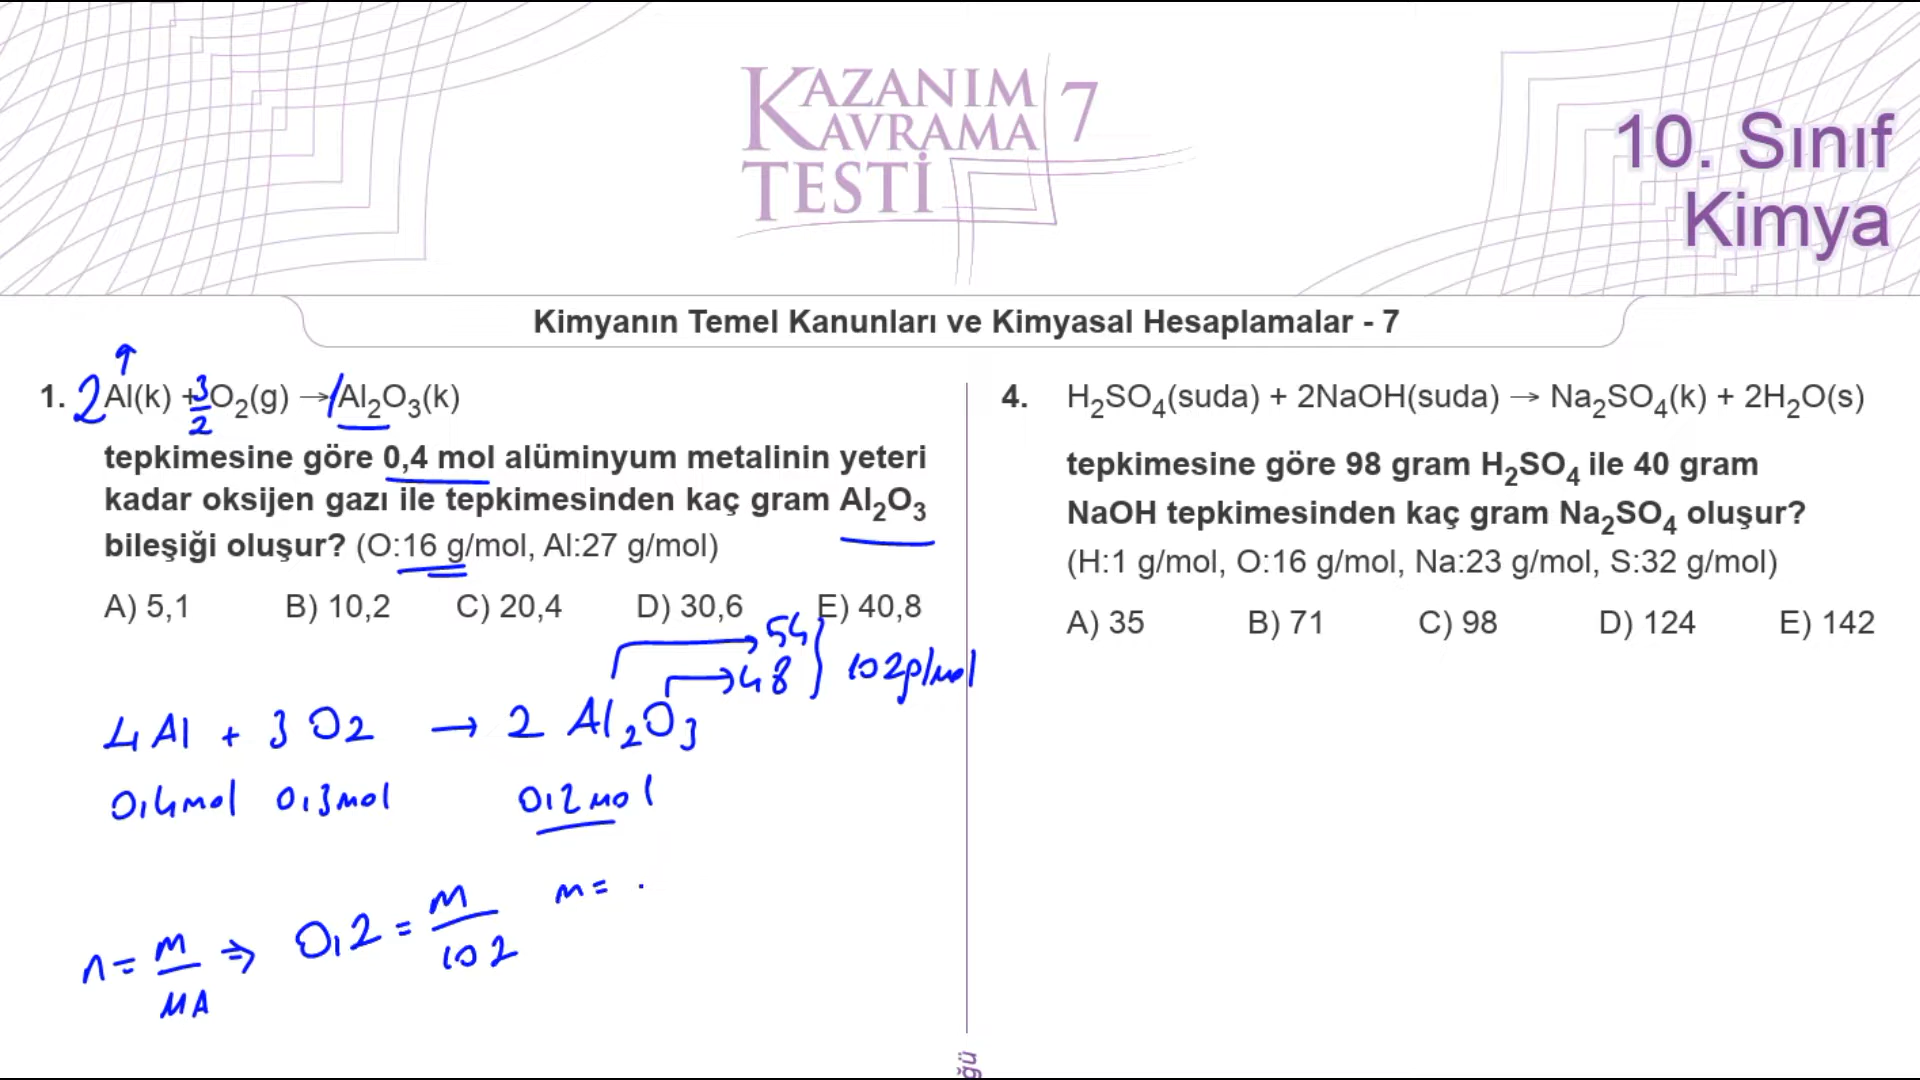 KAZANIM
KAVRAMA
TESTİ
7
10. Sınıf
Kimya
Kimyanın Temel Kanunları ve Kimyasal Hesaplamalar - 7
1. 2Al(k) + 3/2 O₂(g) → 1Al₂O₃(k)
tepkimesine göre 0,4 mol alüminyum metalinin yeteri
kadar oksijen gazı ile tepkimesinden kaç gram Al₂O₃
bileşiği oluşur? (O:16 g/mol, Al:27 g/mol)
A) 5,1 B) 10,2 C) 20,4 D) 30,6 E) 40,8
54
48
102g/mol
4Al + 3O2 → 2 Al₂O₃
0,4mol 0,3mol 0,2mol
n = m/MA ⇒ 0,2 = m/102 m = .
4. H₂SO₄(suda) + 2NaOH(suda) → Na₂SO₄(k) + 2H₂O(s)
tepkimesine göre 98 gram H₂SO₄ ile 40 gram
NaOH tepkimesinden kaç gram Na₂SO₄ oluşur?
(H:1 g/mol, O:16 g/mol, Na:23 g/mol, S:32 g/mol)
A) 35 B) 71 C) 98 D) 124 E) 142
ğü